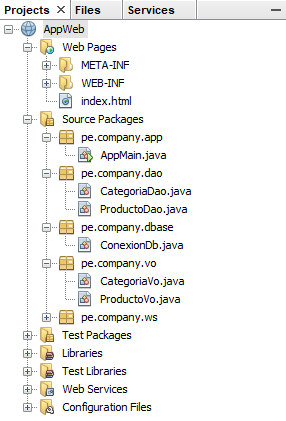 Projects Files Services
AppWeb
Web Pages
META-INF
WEB-INF
index.html
Source Packages
pe.company.app
AppMain.java
pe.company.dao
CategoriaDao.java
ProductoDao.java
pe.company.dbase
ConexionDb.java
pe.company.vo
CategoriaVo.java
ProductoVo.java
pe.company.ws
Test Packages
Libraries
Test Libraries
Web Services
Configuration Files